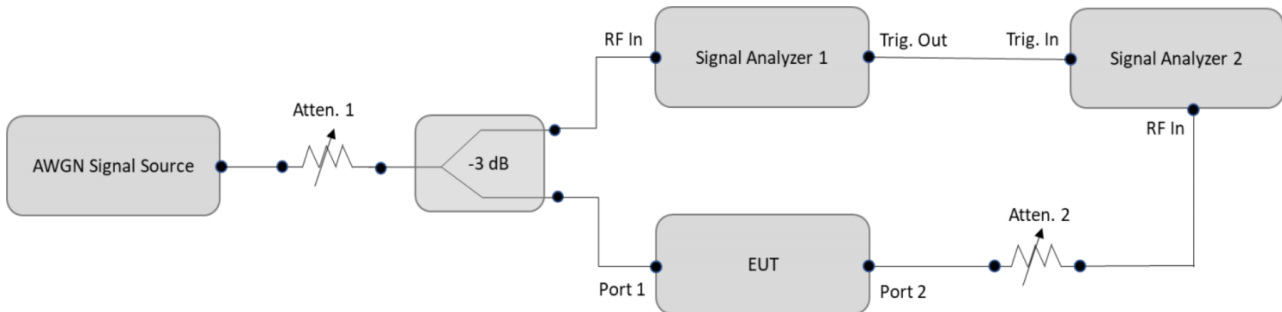 RF In
Signal Analyzer 1
Trig. Out
Trig. In
Signal Analyzer 2
Atten. 1
RF In
AWGN Signal Source
-3 dB
Atten. 2
EUT
Port 1
Port 2